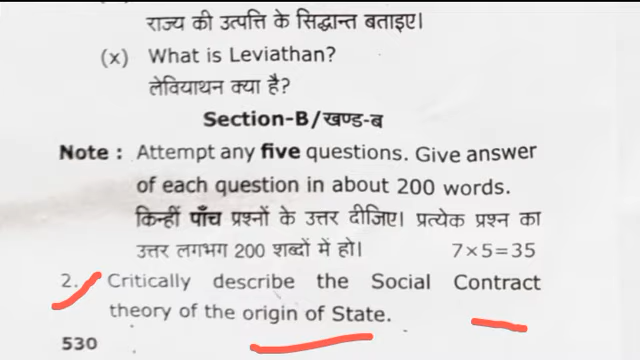 राज्य की उत्पत्ति के सिद्धान्त बताइए।
(x) What is Leviathan?
लेवियाथन क्या है?
Section-B/खण्ड-ब
Note : Attempt any five questions. Give answer
of each question in about 200 words.
किन्हीं पाँच प्रश्नों के उत्तर दीजिए। प्रत्येक प्रश्न का
उत्तर लगभग 200 शब्दों में हो। 7×5=35
2. Critically describe the Social Contract
theory of the origin of State.
530